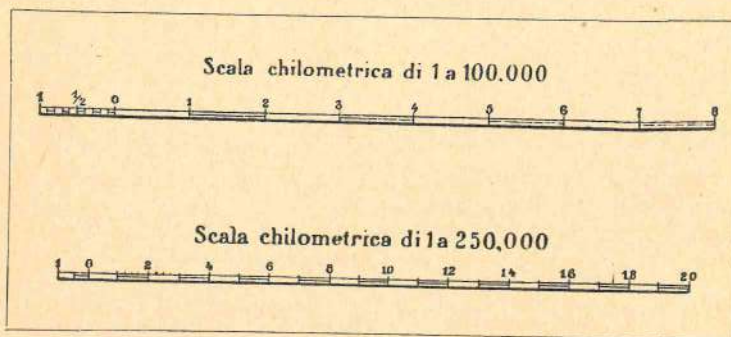 Scala chilometrica di 1 a 100.000
1 1/2 0 1 2 3 4 5 6 7 8
Scala chilometrica di 1 a 250,000
1 0 2 4 6 8 10 12 14 16 18 20